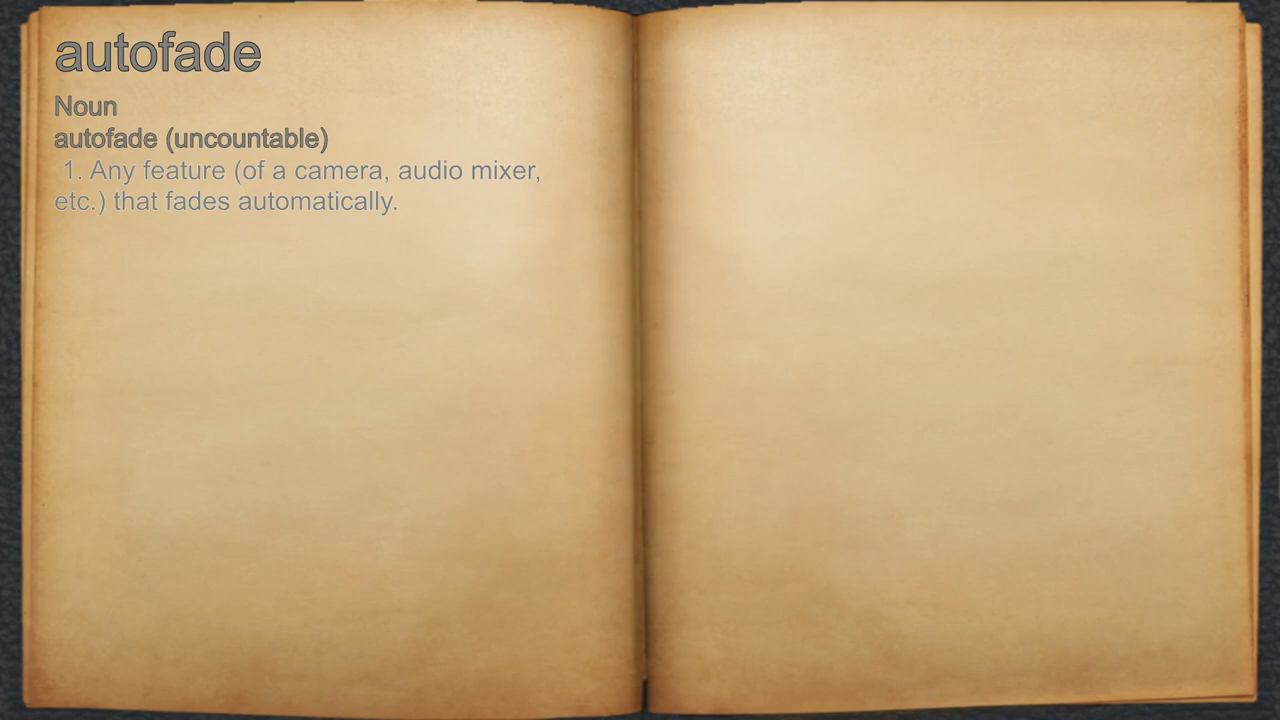 autofade
Noun
autofade (uncountable)
1. Any feature (of a camera, audio mixer,
etc.) that fades automatically.